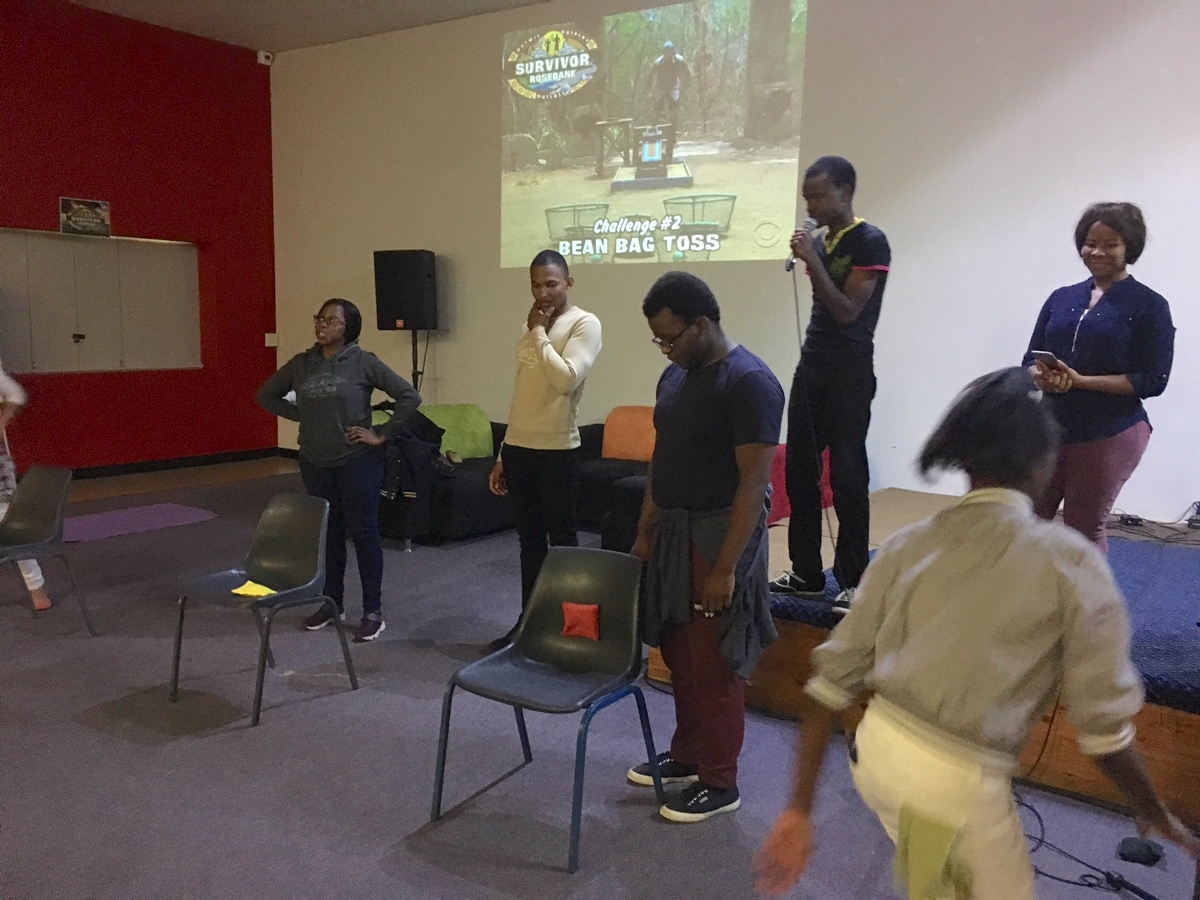 SURVIVOR
ROSEBANK
Challenge #2
BEAN BAG TOSS